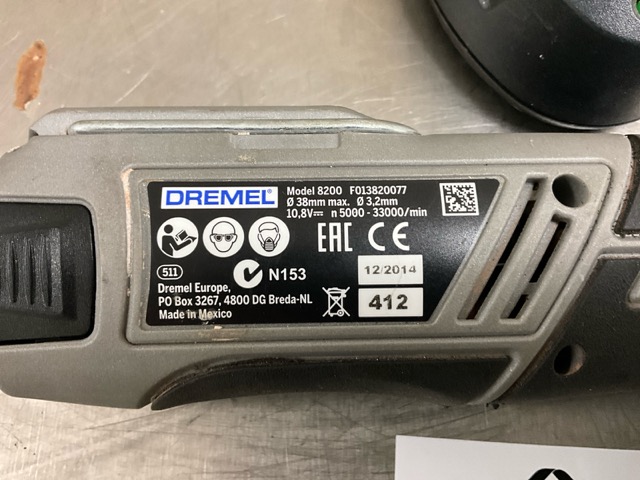 DREMEL
Model 8200 F013820077
Ø 38mm max. Ø 3,2mm
10,8V⎓ n 5000 - 33000/min
EAC CE
511
N153
12/2014
412
Dremel Europe,
PO Box 3267, 4800 DG Breda-NL
Made in Mexico